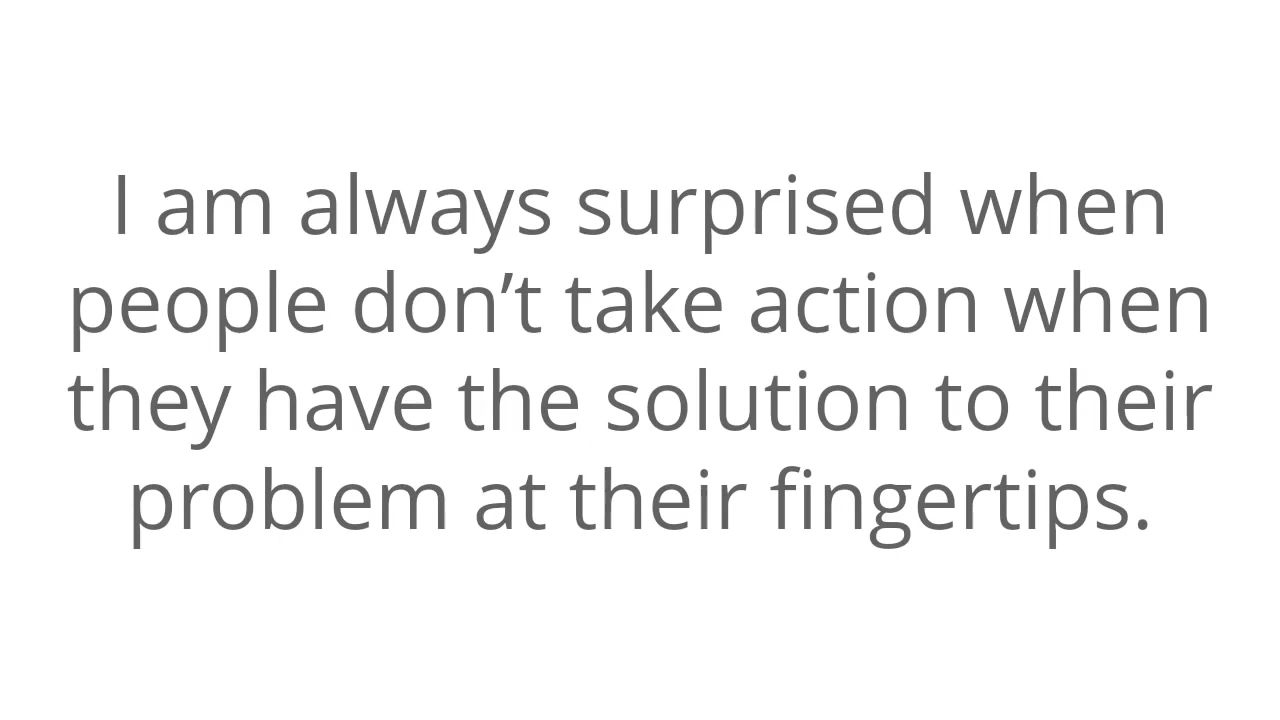 I am always surprised when
people don’t take action when
they have the solution to their
problem at their fingertips.